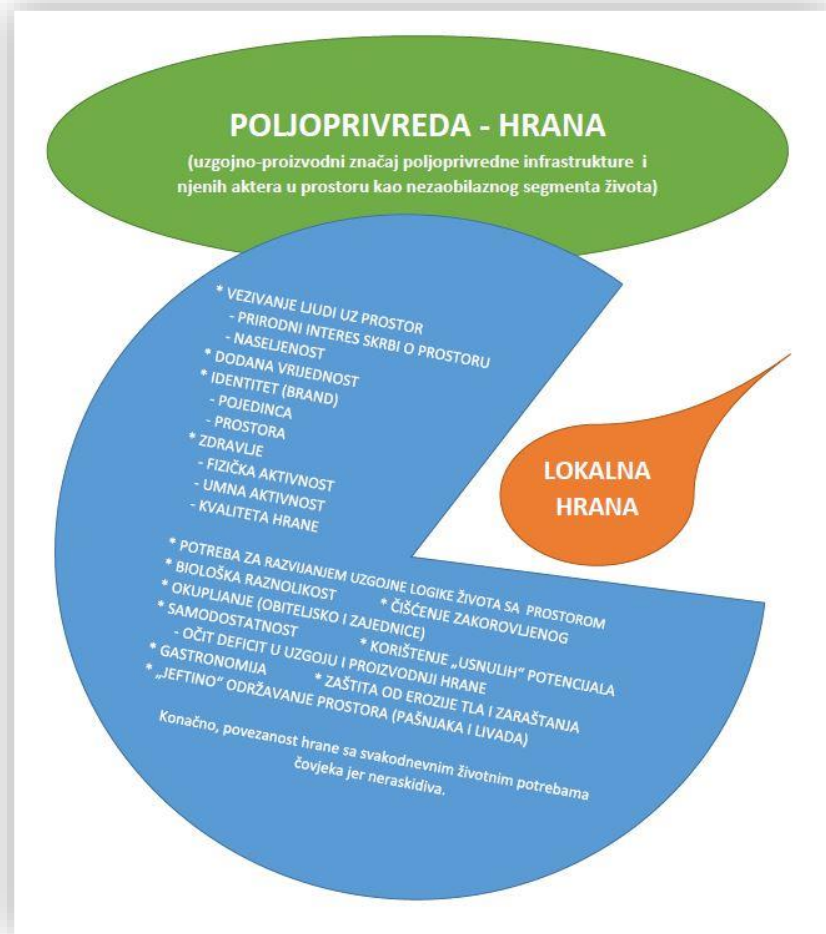 POLJOPRIVREDA - HRANA
(uzgojno-proizvodni značaj poljoprivredne infrastrukture i
njenih aktera u prostoru kao nezaobilaznog segmenta života)
* VEZIVANJE LJUDI UZ PROSTOR
- PRIRODNI INTERES SKRBI O PROSTORU
- NASELJENOST
* DODANA VRIJEDNOST
* IDENTITET (BRAND)
- POJEDINCA
- PROSTORA
* ZDRAVLJE
- FIZIČKA AKTIVNOST
- UMNA AKTIVNOST
- KVALITETA HRANE
LOKALNA
HRANA
* POTREBA ZA RAZVIJANJEM UZGOJNE LOGIKE ŽIVOTA SA PROSTOROM
* BIOLOŠKA RAZNOLIKOST * ČIŠĆENJE ZAKOROVLJENOG
* OKUPLJANJE (OBITELJSKO I ZAJEDNICE)
* SAMODOSTATNOST * KORIŠTENJE „USNULIH" POTENCIJALA
- OČIT DEFICIT U UZGOJU I PROIZVODNJI HRANE
* GASTRONOMIJA * ZAŠTITA OD EROZIJE TLA I ZARAŠTANJA
* „JEFTINO" ODRŽAVANJE PROSTORA (PAŠNJAKA I LIVADA)
Konačno, povezanost hrane sa svakodnevnim životnim potrebama
čovjeka jer neraskidiva.